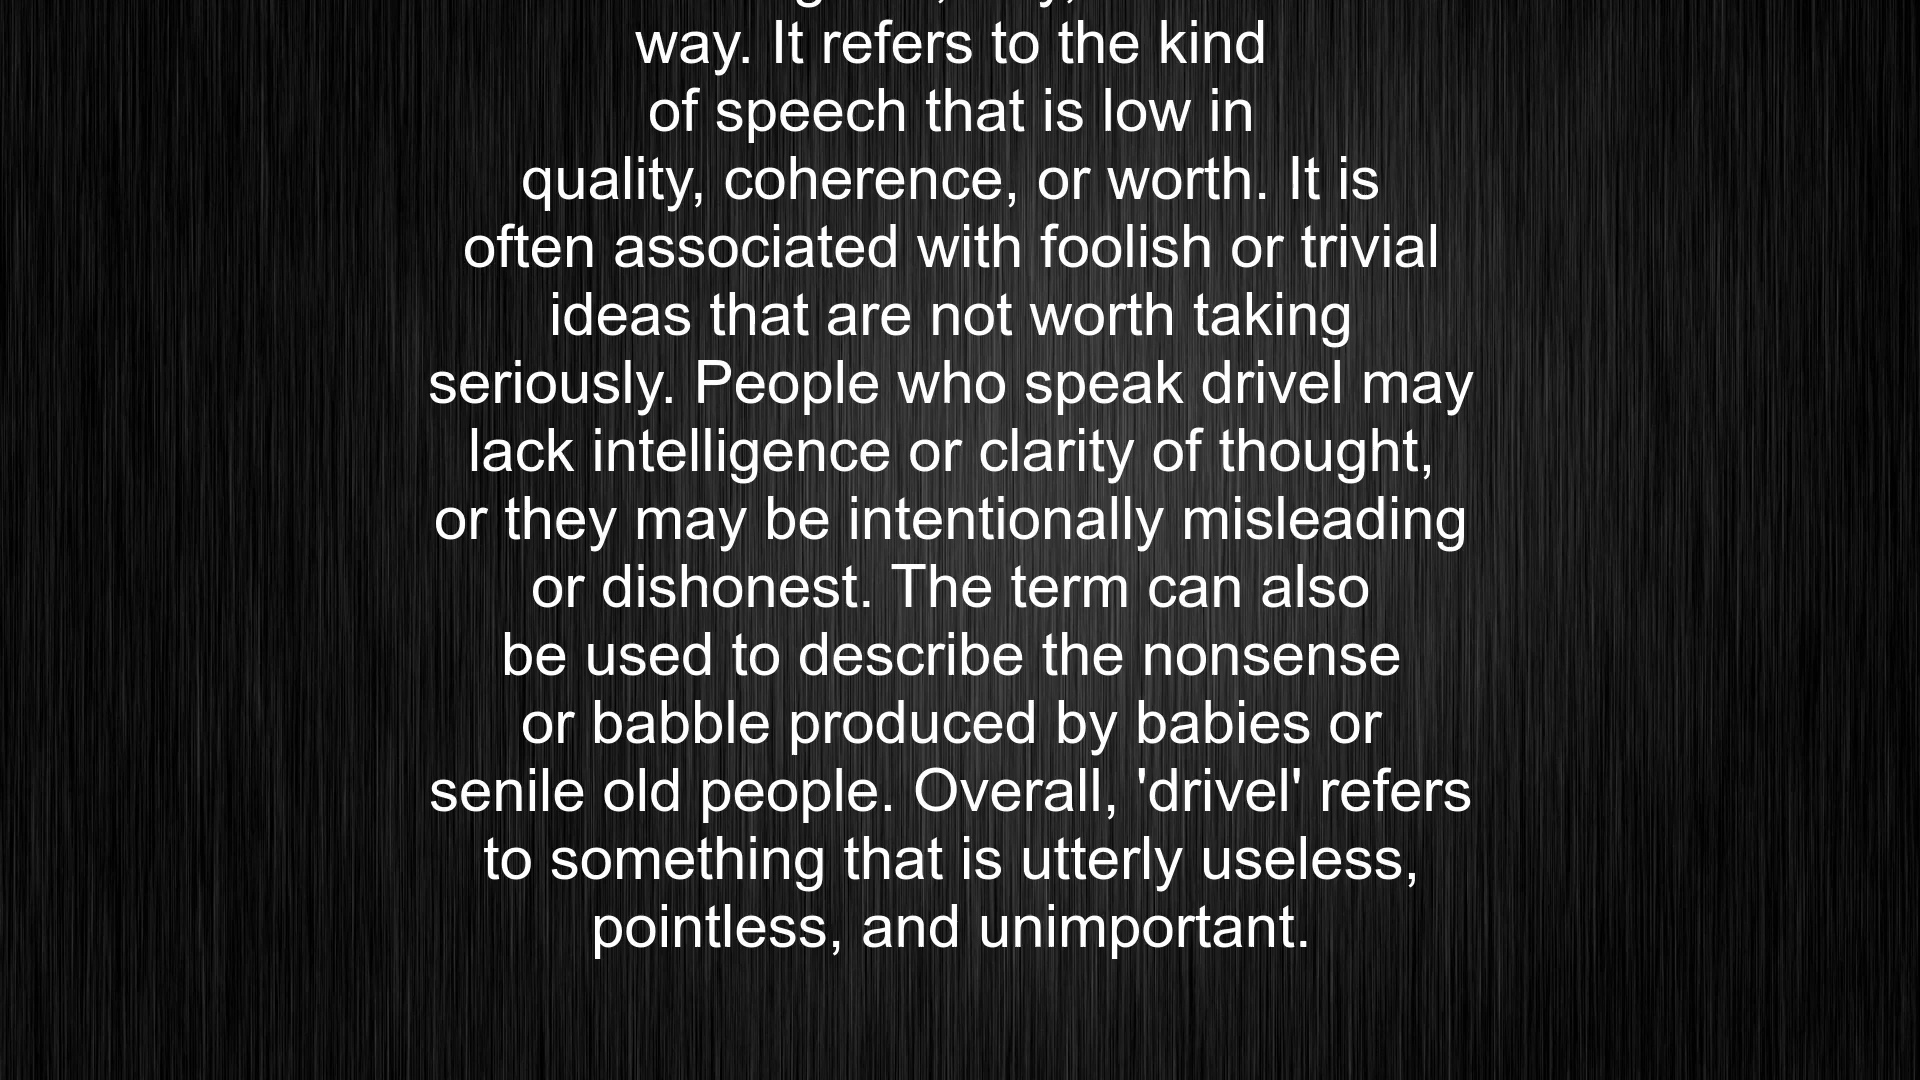 way. It refers to the kind
of speech that is low in
quality, coherence, or worth. It is
often associated with foolish or trivial
ideas that are not worth taking
seriously. People who speak drivel may
lack intelligence or clarity of thought,
or they may be intentionally misleading
or dishonest. The term can also
be used to describe the nonsense
or babble produced by babies or
senile old people. Overall, 'drivel' refers
to something that is utterly useless,
pointless, and unimportant.